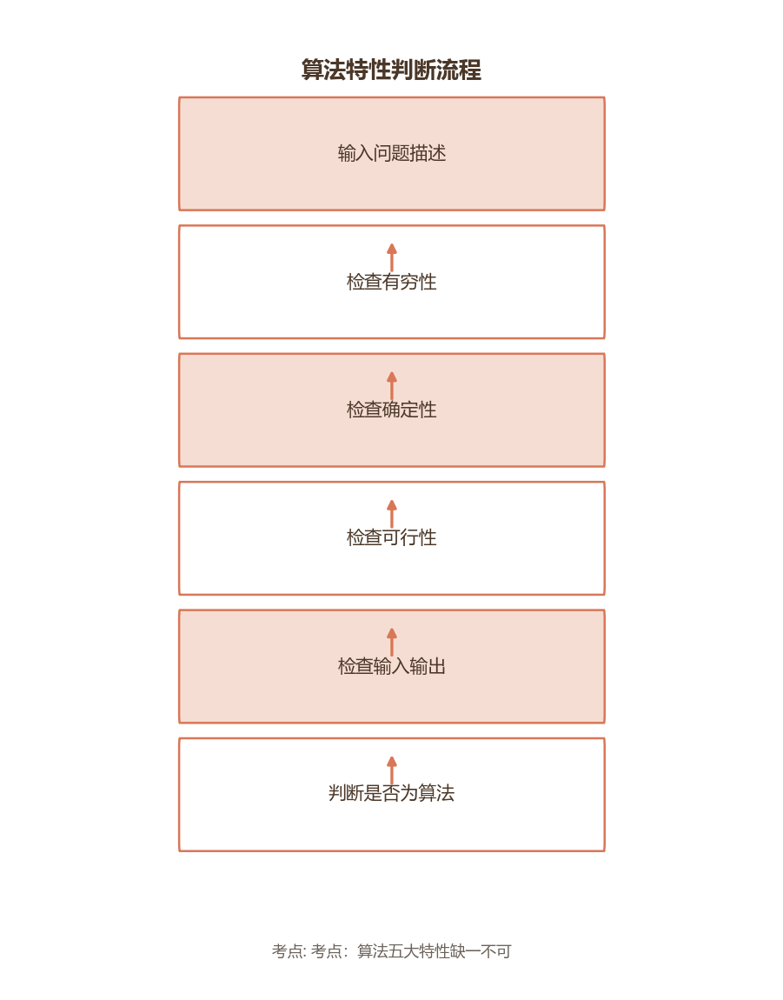 算法特性判断流程
输入问题描述
检查有穷性
检查确定性
检查可行性
检查输入输出
判断是否为算法
考点: 考点：算法五大特性缺一不可